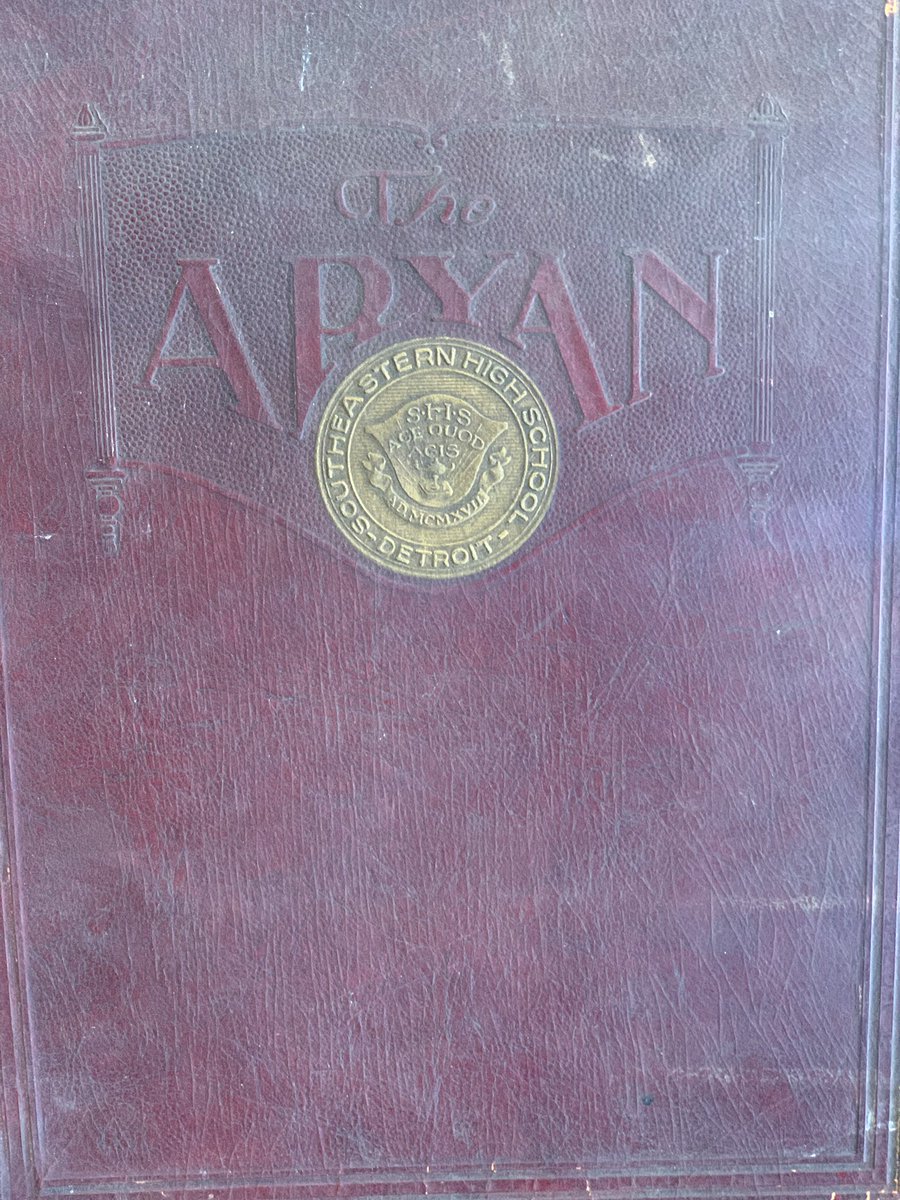 The
ARYAN
SOUTHEASTERN HIGH SCHOOL
S·H·S
AGE QUOD
AGIS
A.D. MCMXVII
-DETROIT-